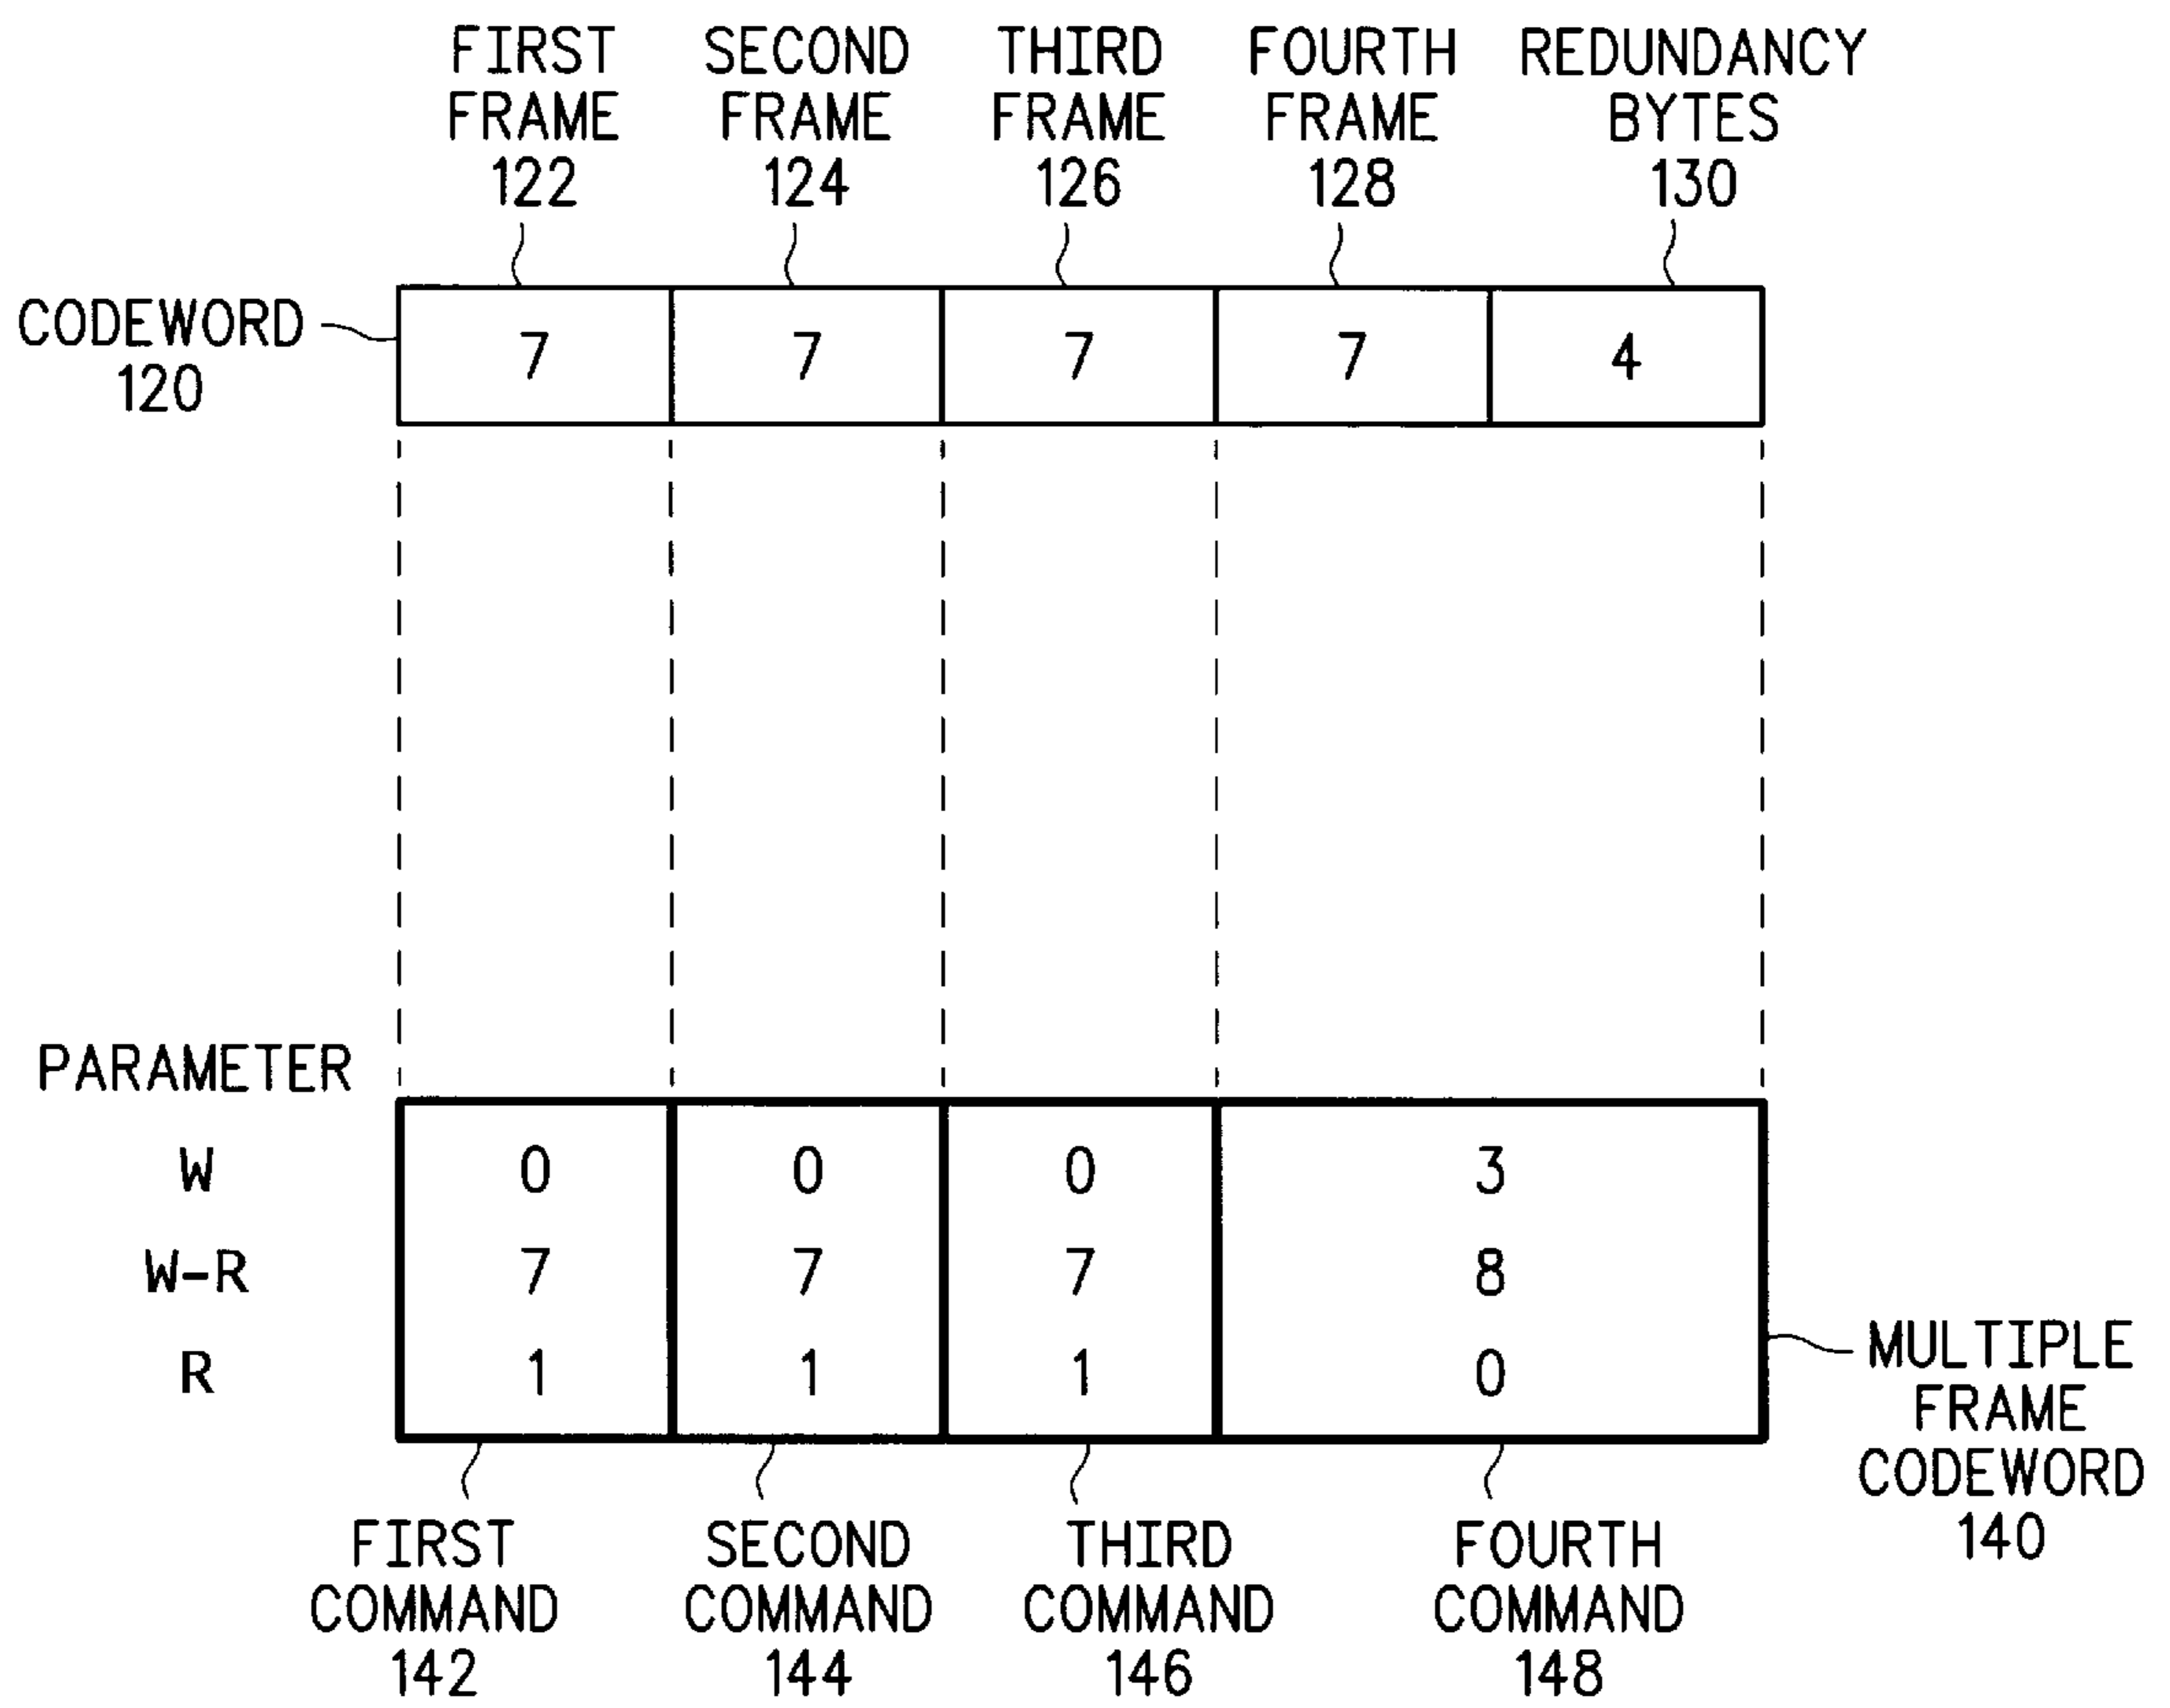 FIRST FRAME 122
SECOND FRAME 124
THIRD FRAME 126
FOURTH FRAME 128
REDUNDANCY BYTES 130
CODEWORD 120
7 7 7 7 4
PARAMETER
W 0 0 0 3
W-R 7 7 7 8
R 1 1 1 0
MULTIPLE FRAME CODEWORD 140
FIRST COMMAND 142
SECOND COMMAND 144
THIRD COMMAND 146
FOURTH COMMAND 148